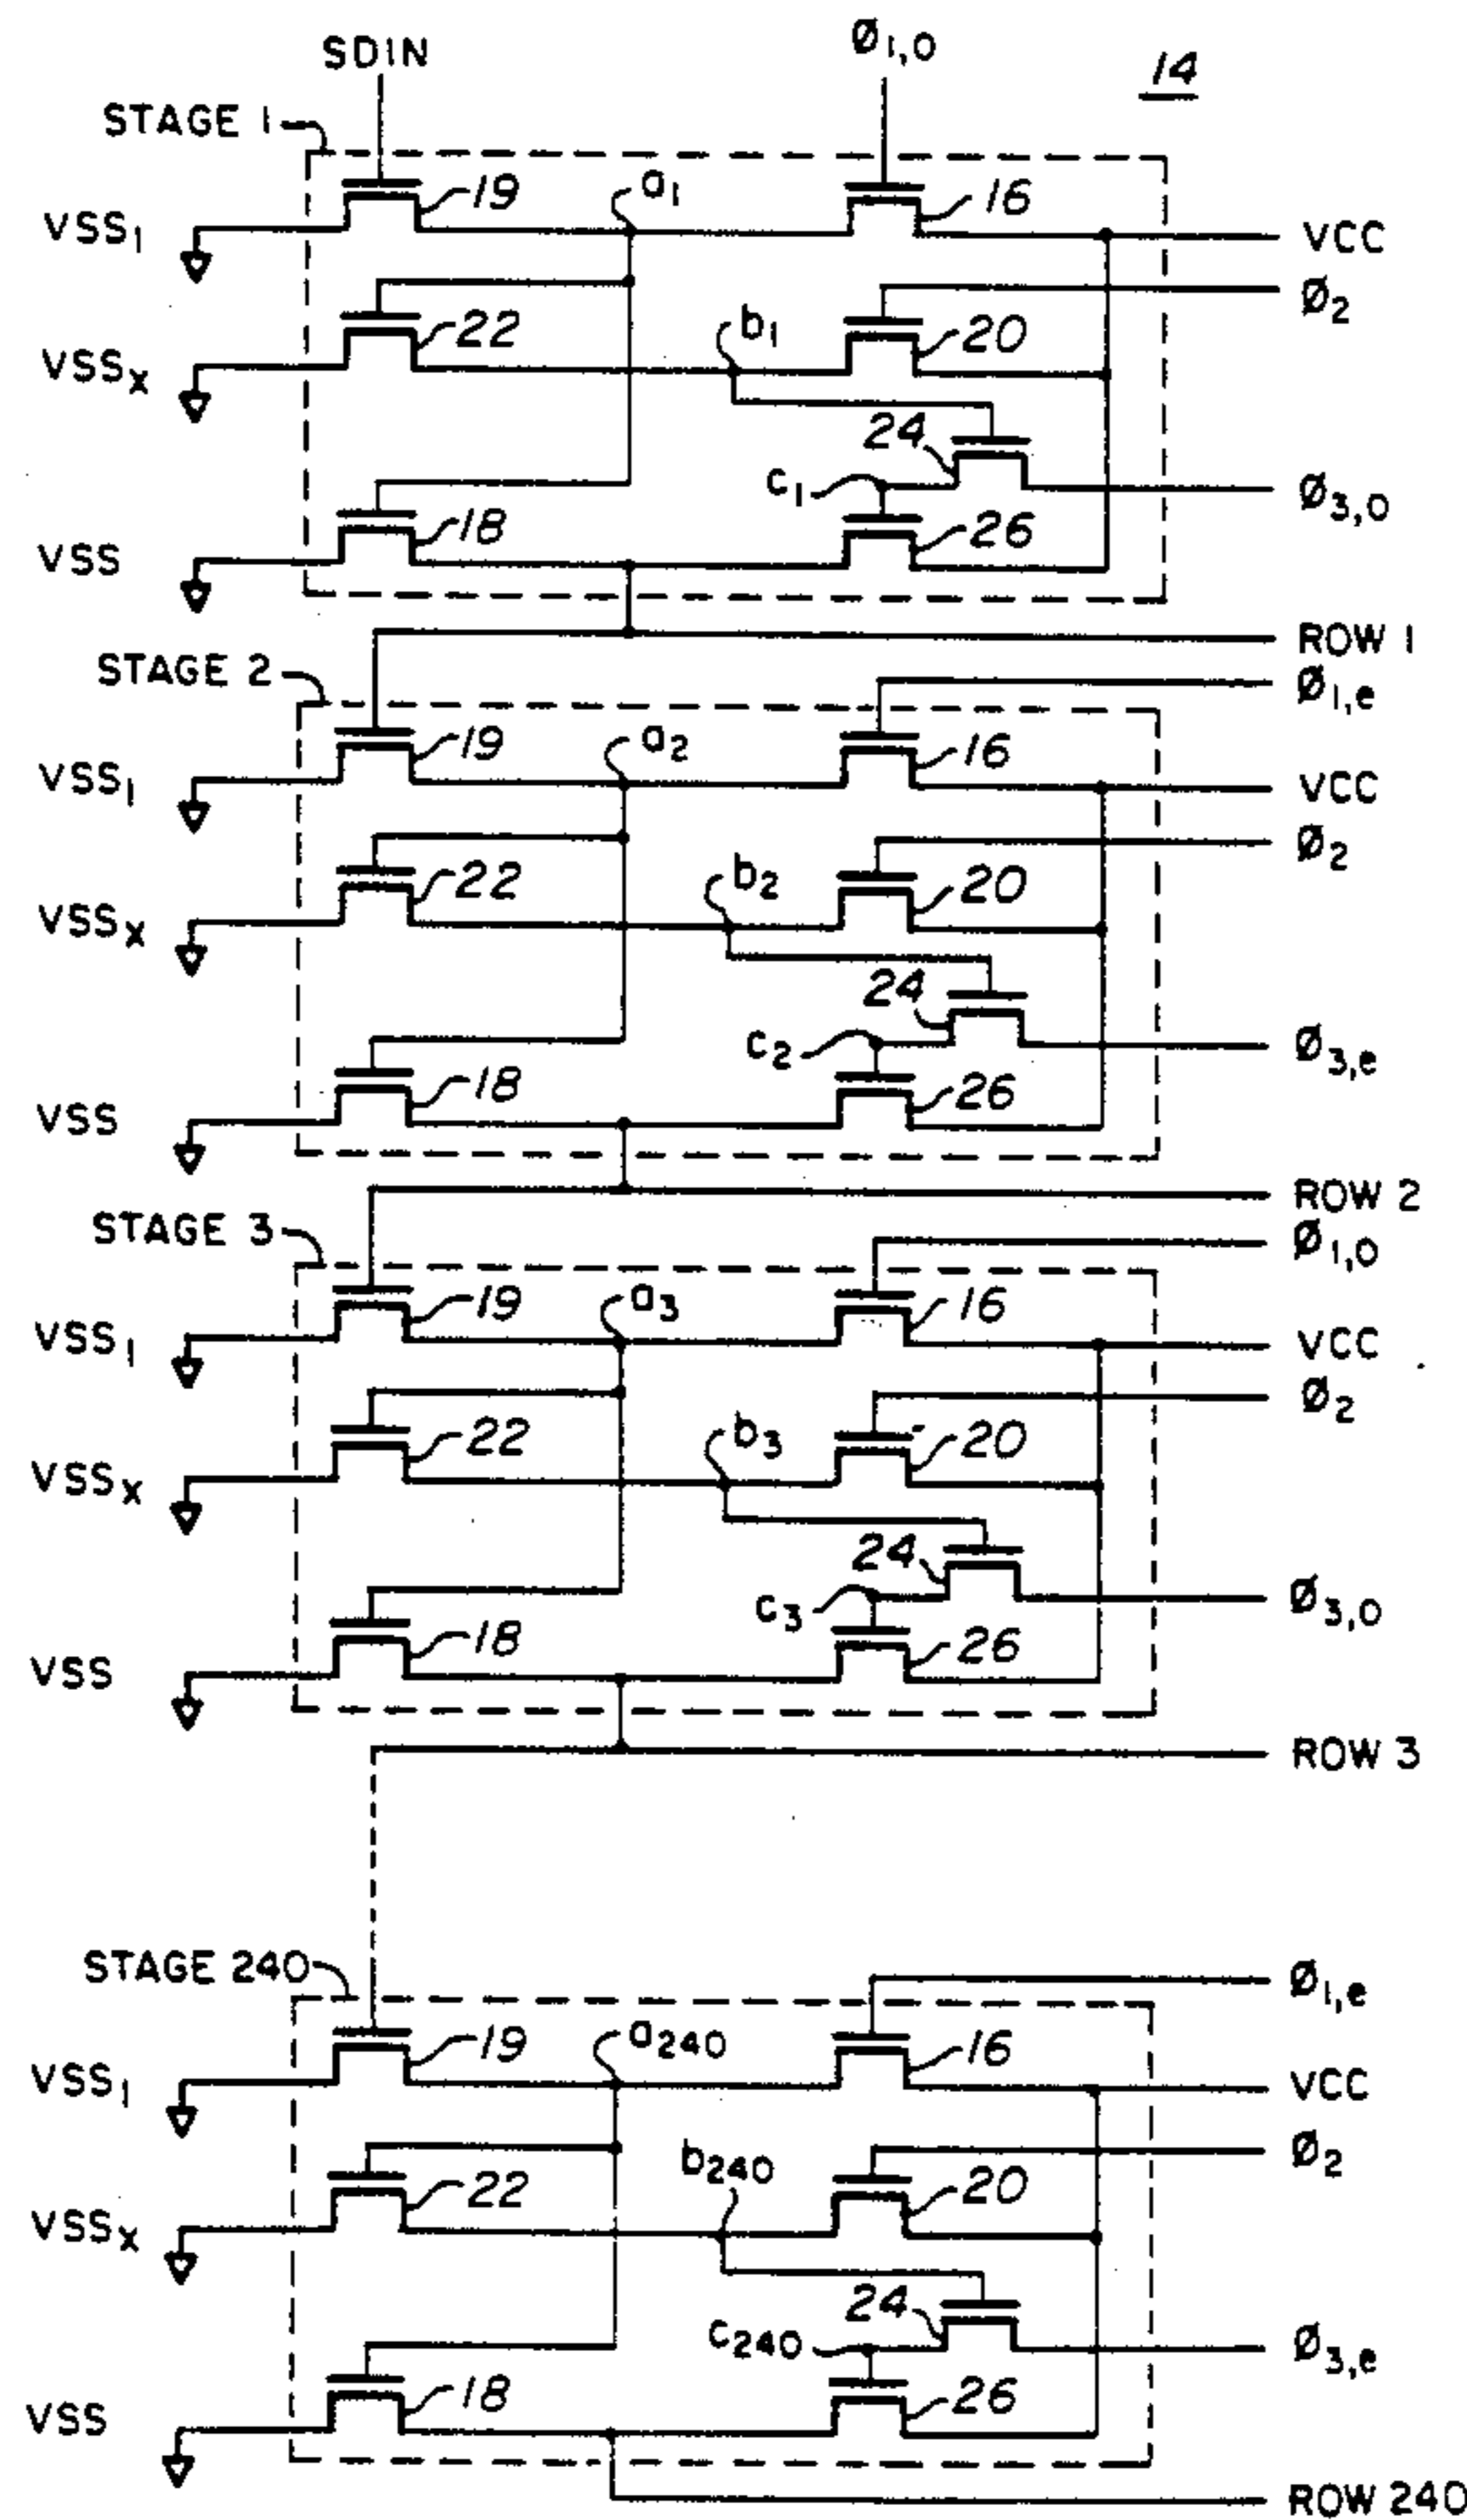 SDIN
Ø1,0
14
STAGE 1
19
a1
16
VSS1
VCC
22
b1
20
Ø2
VSSX
24
c1
Ø3,0
18
26
VSS
ROW 1
STAGE 2
Ø1,e
19
a2
16
VSS1
VCC
22
b2
20
Ø2
VSSX
24
c2
Ø3,e
18
26
VSS
ROW 2
STAGE 3
Ø1,0
19
a3
16
VSS1
VCC
22
b3
20
Ø2
VSSX
24
c3
Ø3,0
18
26
VSS
ROW 3
STAGE 240
Ø1,e
19
a240
16
VSS1
VCC
22
b240
20
Ø2
VSSX
24
c240
Ø3,e
18
26
VSS
ROW 240